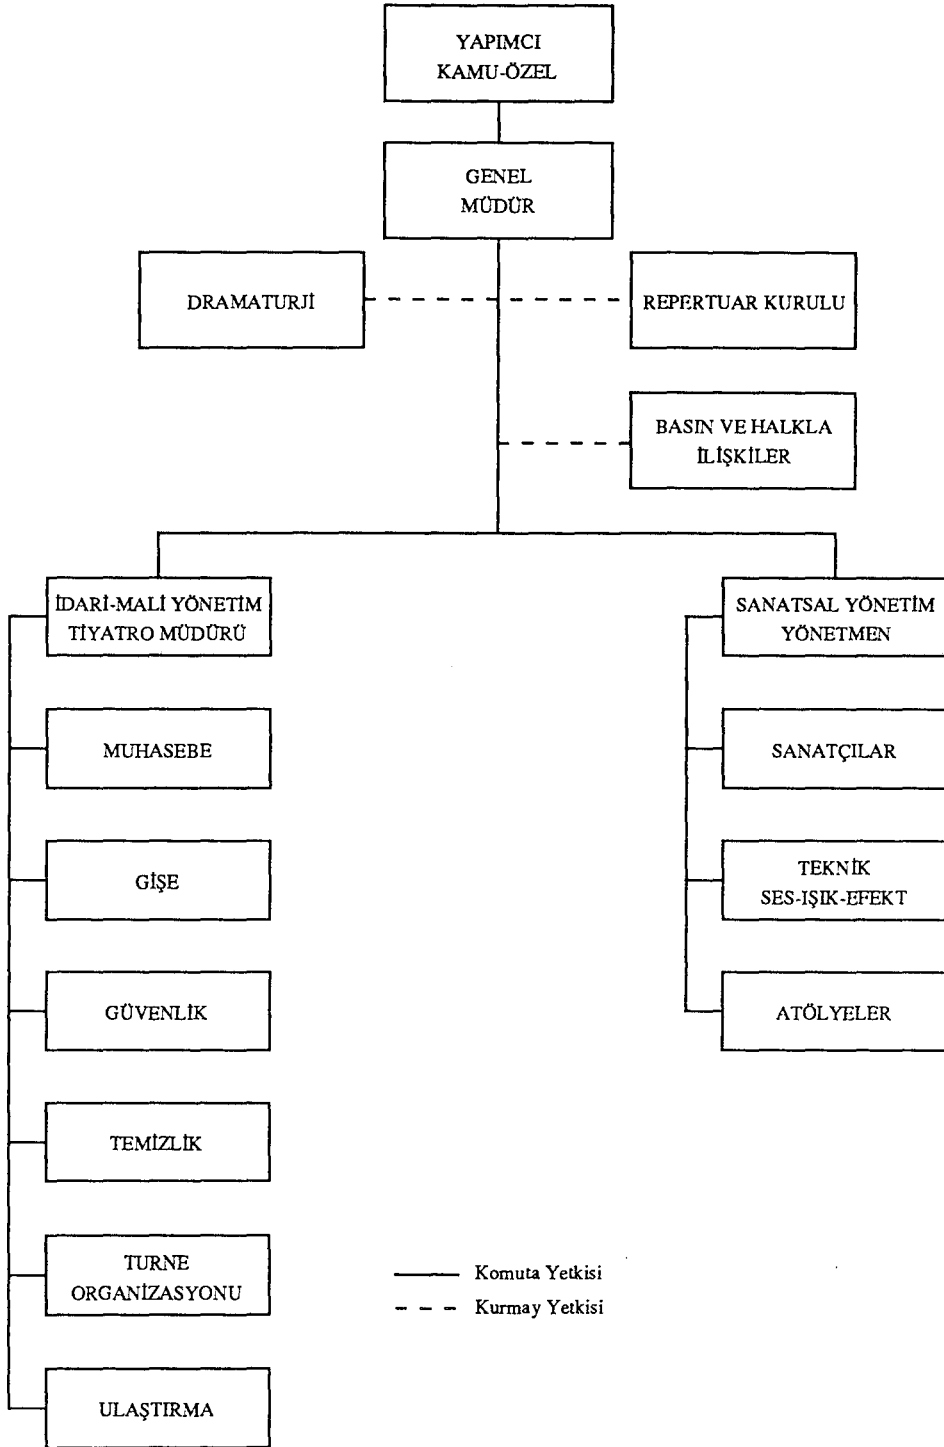 YAPIMCI
KAMU-ÖZEL
GENEL
MÜDÜR
DRAMATURJİ
REPERTUAR KURULU
BASIN VE HALKLA
İLİŞKİLER
İDARİ-MALİ YÖNETİM
TİYATRO MÜDÜRÜ
SANATSAL YÖNETİM
YÖNETMEN
MUHASEBE
SANATÇILAR
GİŞE
TEKNİK
SES-IŞIK-EFEKT
GÜVENLİK
ATÖLYELER
TEMİZLİK
TURNE
ORGANİZASYONU
Komuta Yetkisi
Kurmay Yetkisi
ULAŞTIRMA